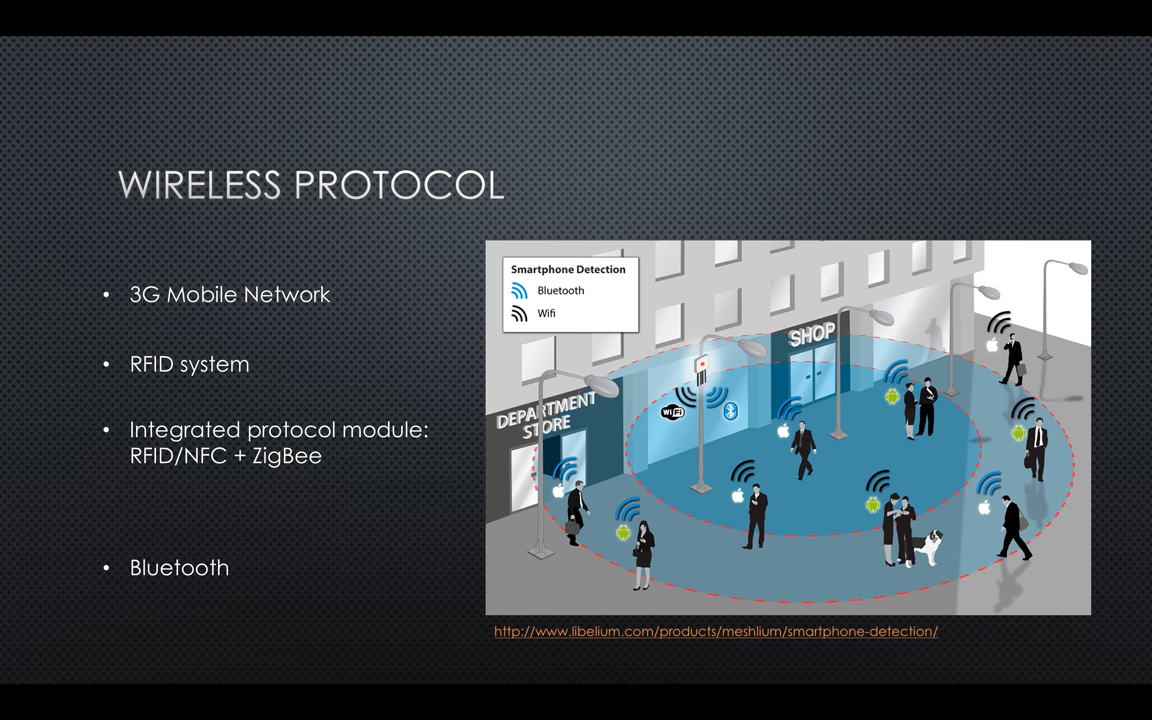 WIRELESS PROTOCOL
• 3G Mobile Network
• RFID system
• Integrated protocol module:
RFID/NFC + ZigBee
• Bluetooth
Smartphone Detection
Bluetooth
Wifi
SHOP
DEPARTMENT
STORE
WiFi
http://www.libelium.com/products/meshlium/smartphone-detection/